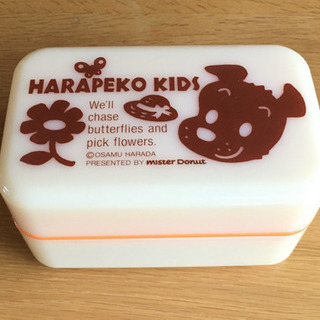 HARAPEKO KIDS
We'll
chase
butterflies and
pick flowers.
©OSAMU HARADA
PRESENTED BY mister Donut